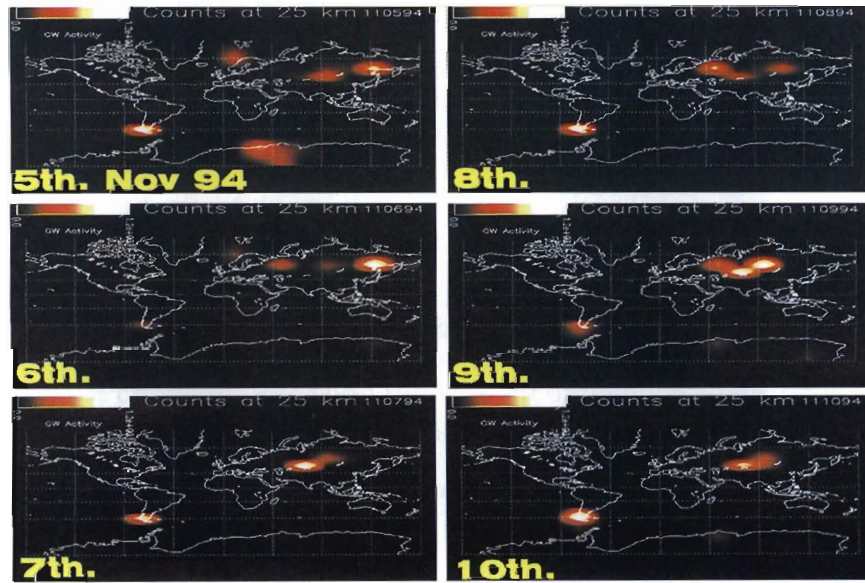 Counts at 25 km 110594
GW Activity
5th. Nov 94
Counts at 25 km 110894
GW Activity
8th.
Counts at 25 km 110694
GW Activity
6th.
Counts at 25 km 110994
GW Activity
9th.
Counts at 25 km 110794
GW Activity
7th.
Counts at 25 km 111094
GW Activity
10th.